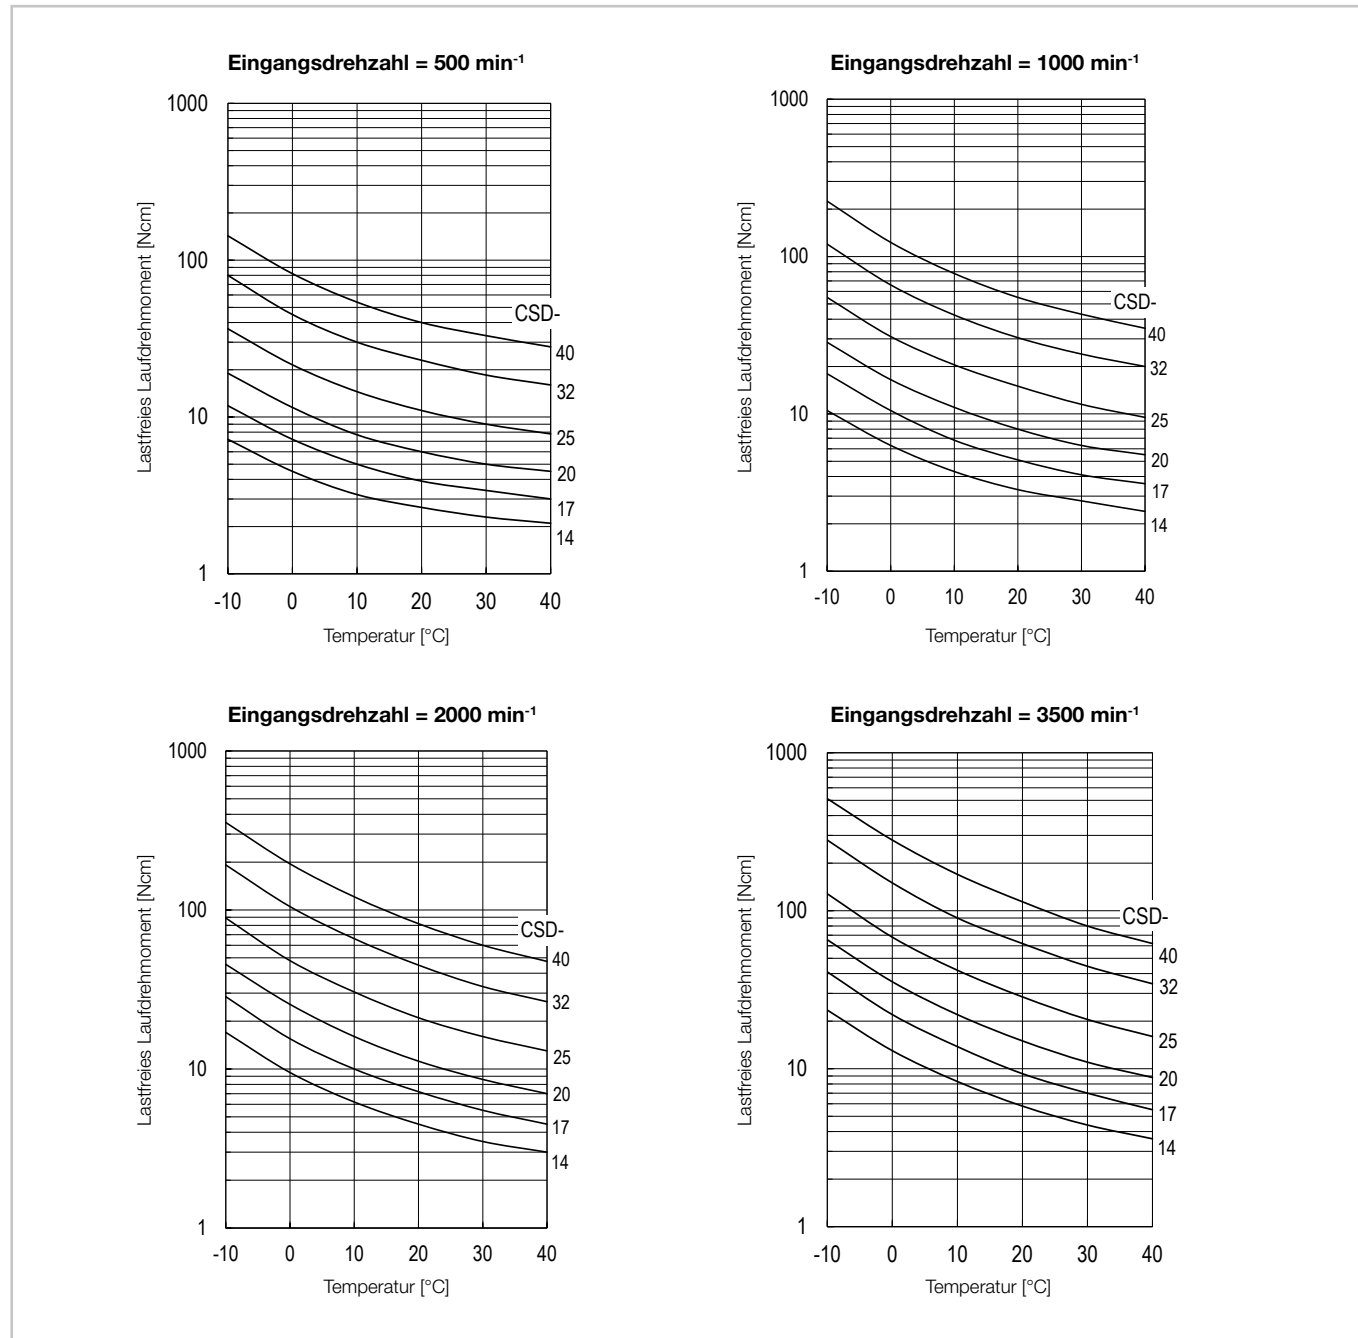 Eingangsdrehzahl = 500 min⁻¹
1000
100
10
1
Lastfreies Laufdrehmoment [Ncm]
CSD-
40
32
25
20
17
14
-10 0 10 20 30 40
Temperatur [°C]
Eingangsdrehzahl = 1000 min⁻¹
1000
100
10
1
Lastfreies Laufdrehmoment [Ncm]
CSD-
40
32
25
20
17
14
-10 0 10 20 30 40
Temperatur [°C]
Eingangsdrehzahl = 2000 min⁻¹
1000
100
10
1
Lastfreies Laufdrehmoment [Ncm]
CSD-
40
32
25
20
17
14
-10 0 10 20 30 40
Temperatur [°C]
Eingangsdrehzahl = 3500 min⁻¹
1000
100
10
1
Lastfreies Laufdrehmoment [Ncm]
CSD-
40
32
25
20
17
14
-10 0 10 20 30 40
Temperatur [°C]